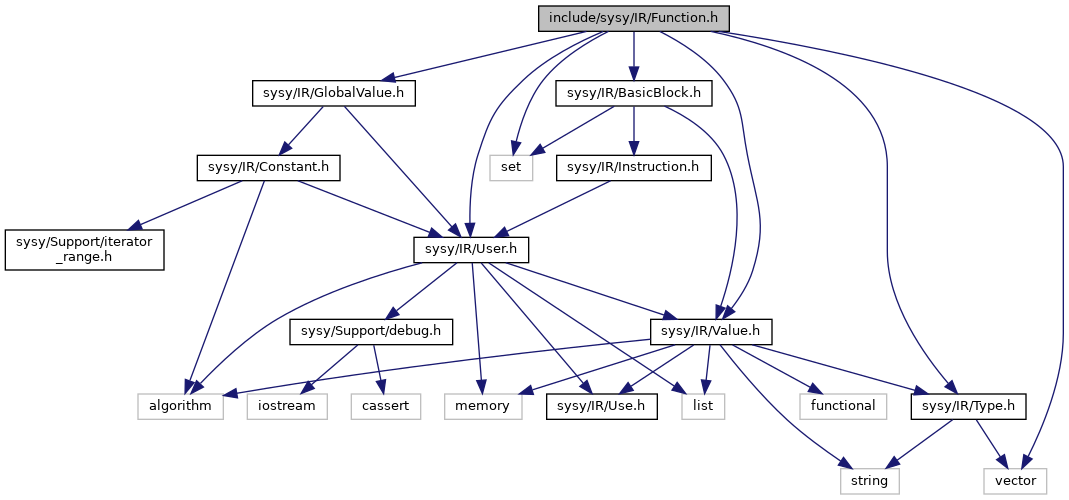 include/sysy/IR/Function.h
sysy/IR/GlobalValue.h
sysy/IR/BasicBlock.h
sysy/IR/Constant.h
set
sysy/IR/Instruction.h
sysy/Support/iterator
_range.h
sysy/IR/User.h
sysy/Support/debug.h
sysy/IR/Value.h
algorithm
iostream
cassert
memory
sysy/IR/Use.h
list
functional
sysy/IR/Type.h
string
vector